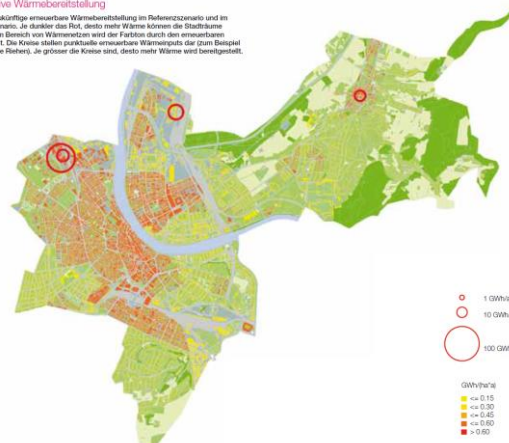 ve Wärmebereitstellung
ukünftige erneuerbare Wärmebereitstellung im Referenzszenario und im
nario. Je dunkler das Rot, desto mehr Wärme können die Stadträume
m Bereich von Wärmenetzen wird der Farbton durch den erneuerbaren
t. Die Kreise stellen punktuelle erneuerbare Wärmeinputs dar (zum Beispiel
e Riehen). Je grösser die Kreise sind, desto mehr Wärme wird bereitgestellt.
1 GWh/a
10 GWh/
100 GW
GWh/(ha*a)
<= 0.15
<= 0.30
<= 0.45
<= 0.60
> 0.60